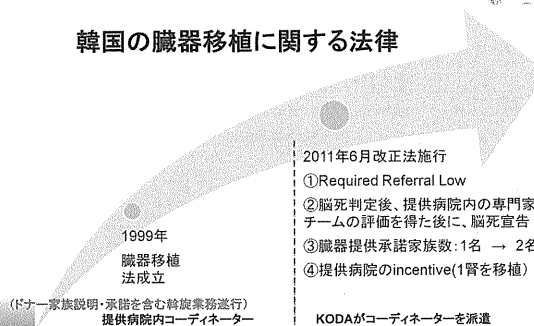 韓国の臓器移植に関する法律
1999年
臓器移植
法成立
(ドナー家族説明・承諾を含む斡旋業務遂行)
提供病院内コーディネーター
2011年6月改正法施行
①Required Referral Low
②脳死判定後、提供病院内の専門家
チームの評価を得た後に、脳死宣告
③臓器提供承諾家族数:1名 → 2名
④提供病院のincentive(1腎を移植)
KODAがコーディネーターを派遣